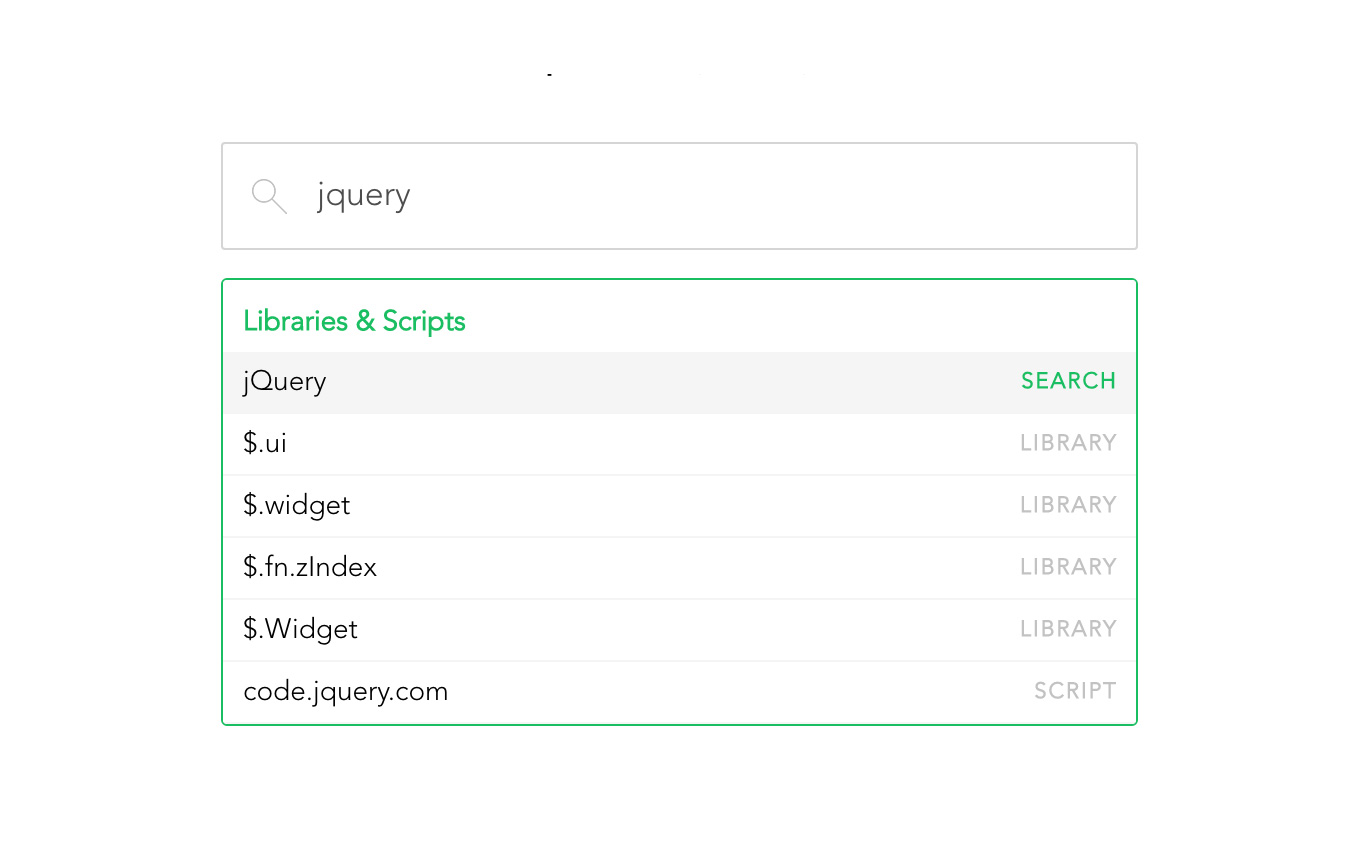 jquery
Libraries & Scripts
jQuery SEARCH
$.ui LIBRARY
$.widget LIBRARY
$.fn.zIndex LIBRARY
$.Widget LIBRARY
code.jquery.com SCRIPT